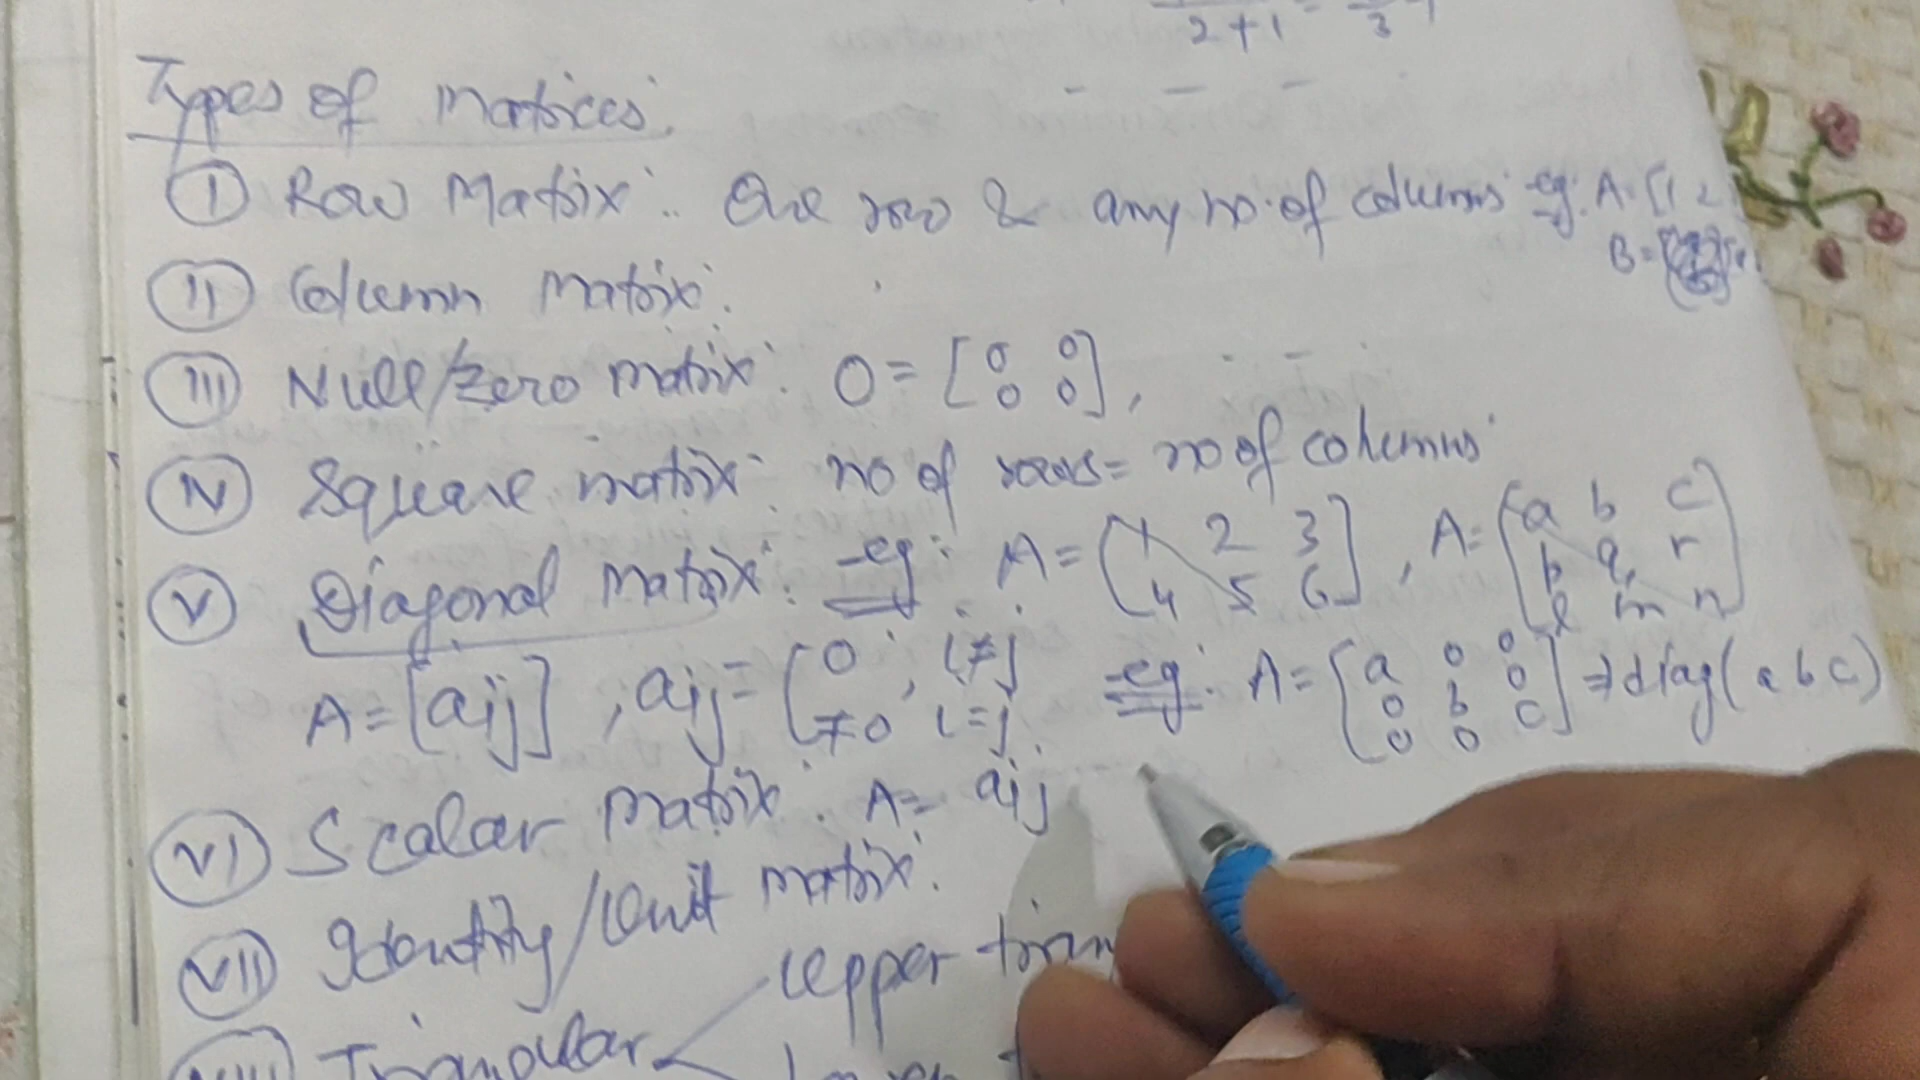 2+1 = 3
Types of matrices.
(I) Row Matrix: One row & any no. of columns eg: A = [1 2
B =
(II) Column matrix:
(III) Null/zero matrix: O = [0 0 0 0],
(IV) Square matrix: no of rows = no of columns
(V) Diagonal matrix: eg: A = [1 2 3 4 5 6], A = [a b c p q r l m n]
A = [aij], aij = [0, i≠j ≠0 i=j. eg: A = [a 0 0 0 b 0 0 0 c] ⇒ diag(a b c)
(VI) Scalar matrix: A = aij
(VII) Identity/Unit matrix:
upper trian
(VIII) Triangular